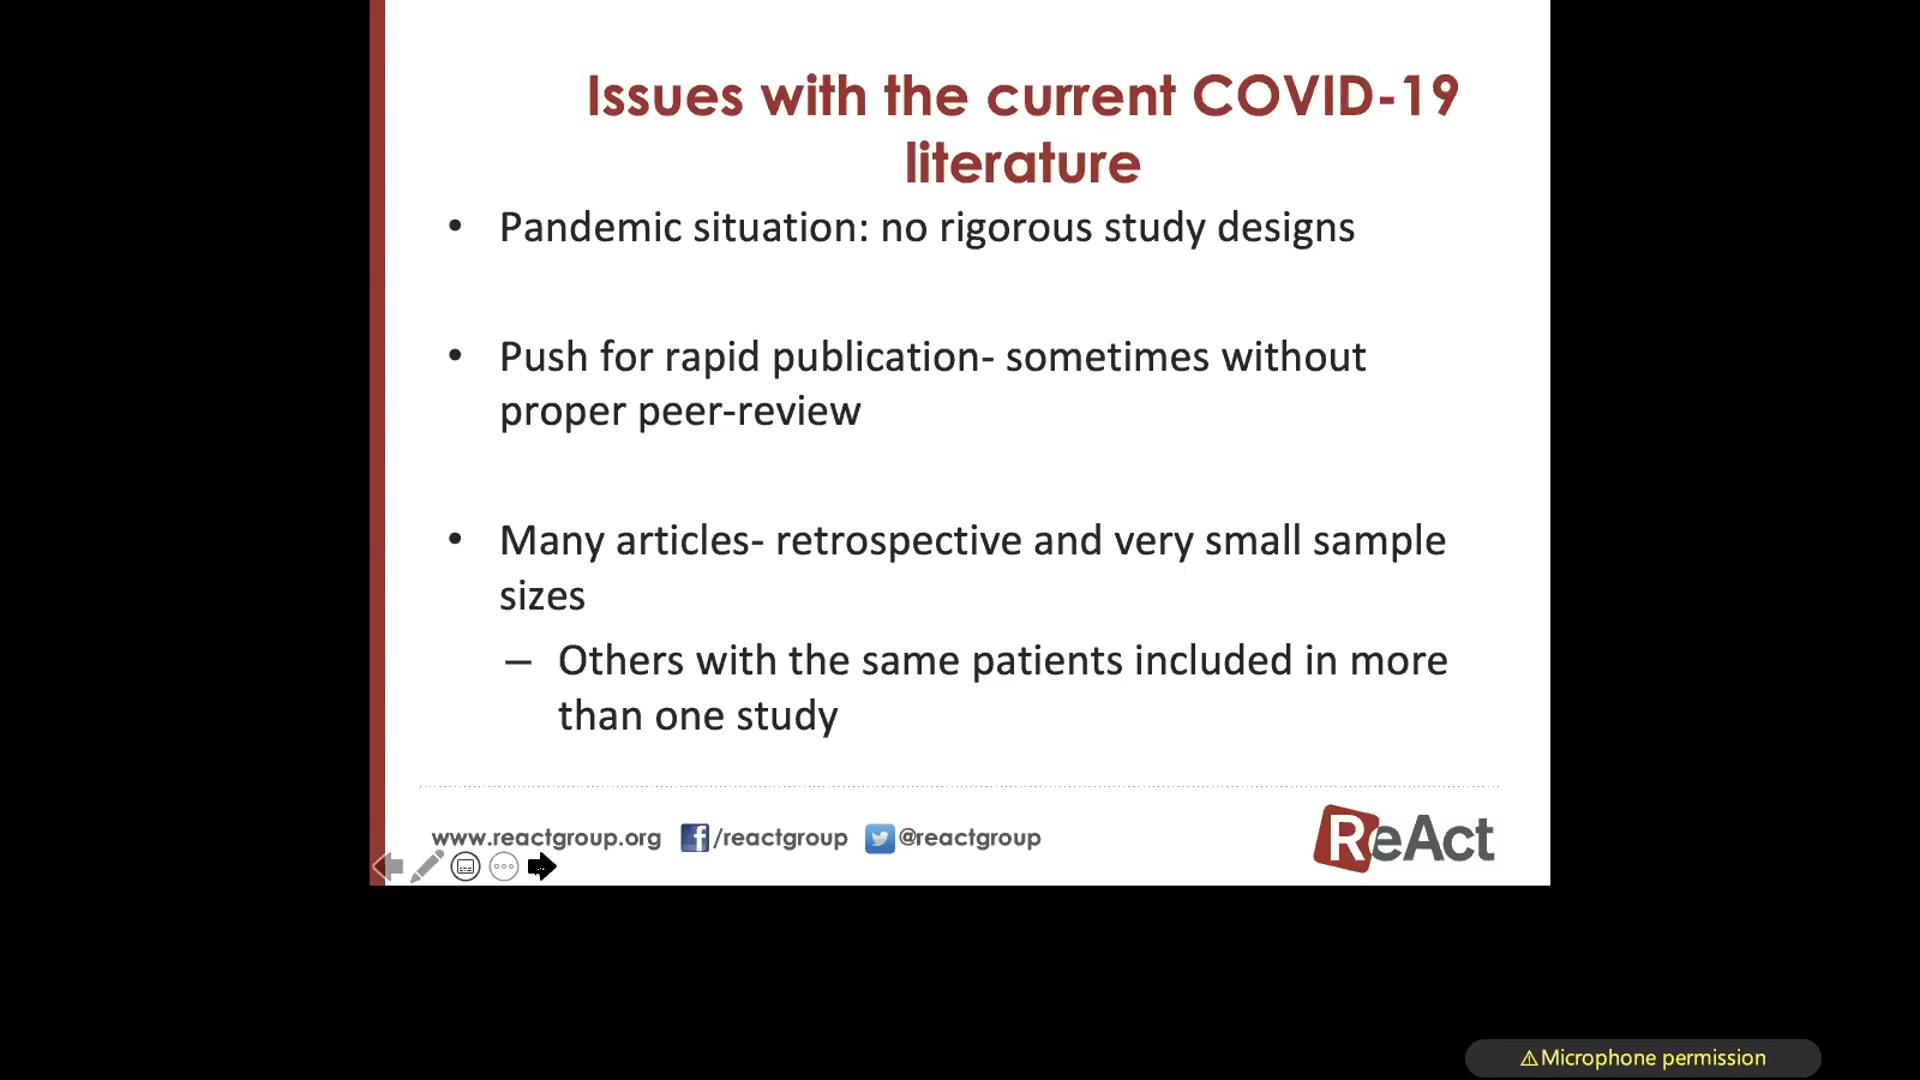 Issues with the current COVID-19
literature
• Pandemic situation: no rigorous study designs
• Push for rapid publication- sometimes without
proper peer-review
• Many articles- retrospective and very small sample
sizes
– Others with the same patients included in more
than one study
www.reactgroup.org /reactgroup @reactgroup
ReAct
⚠Microphone permission